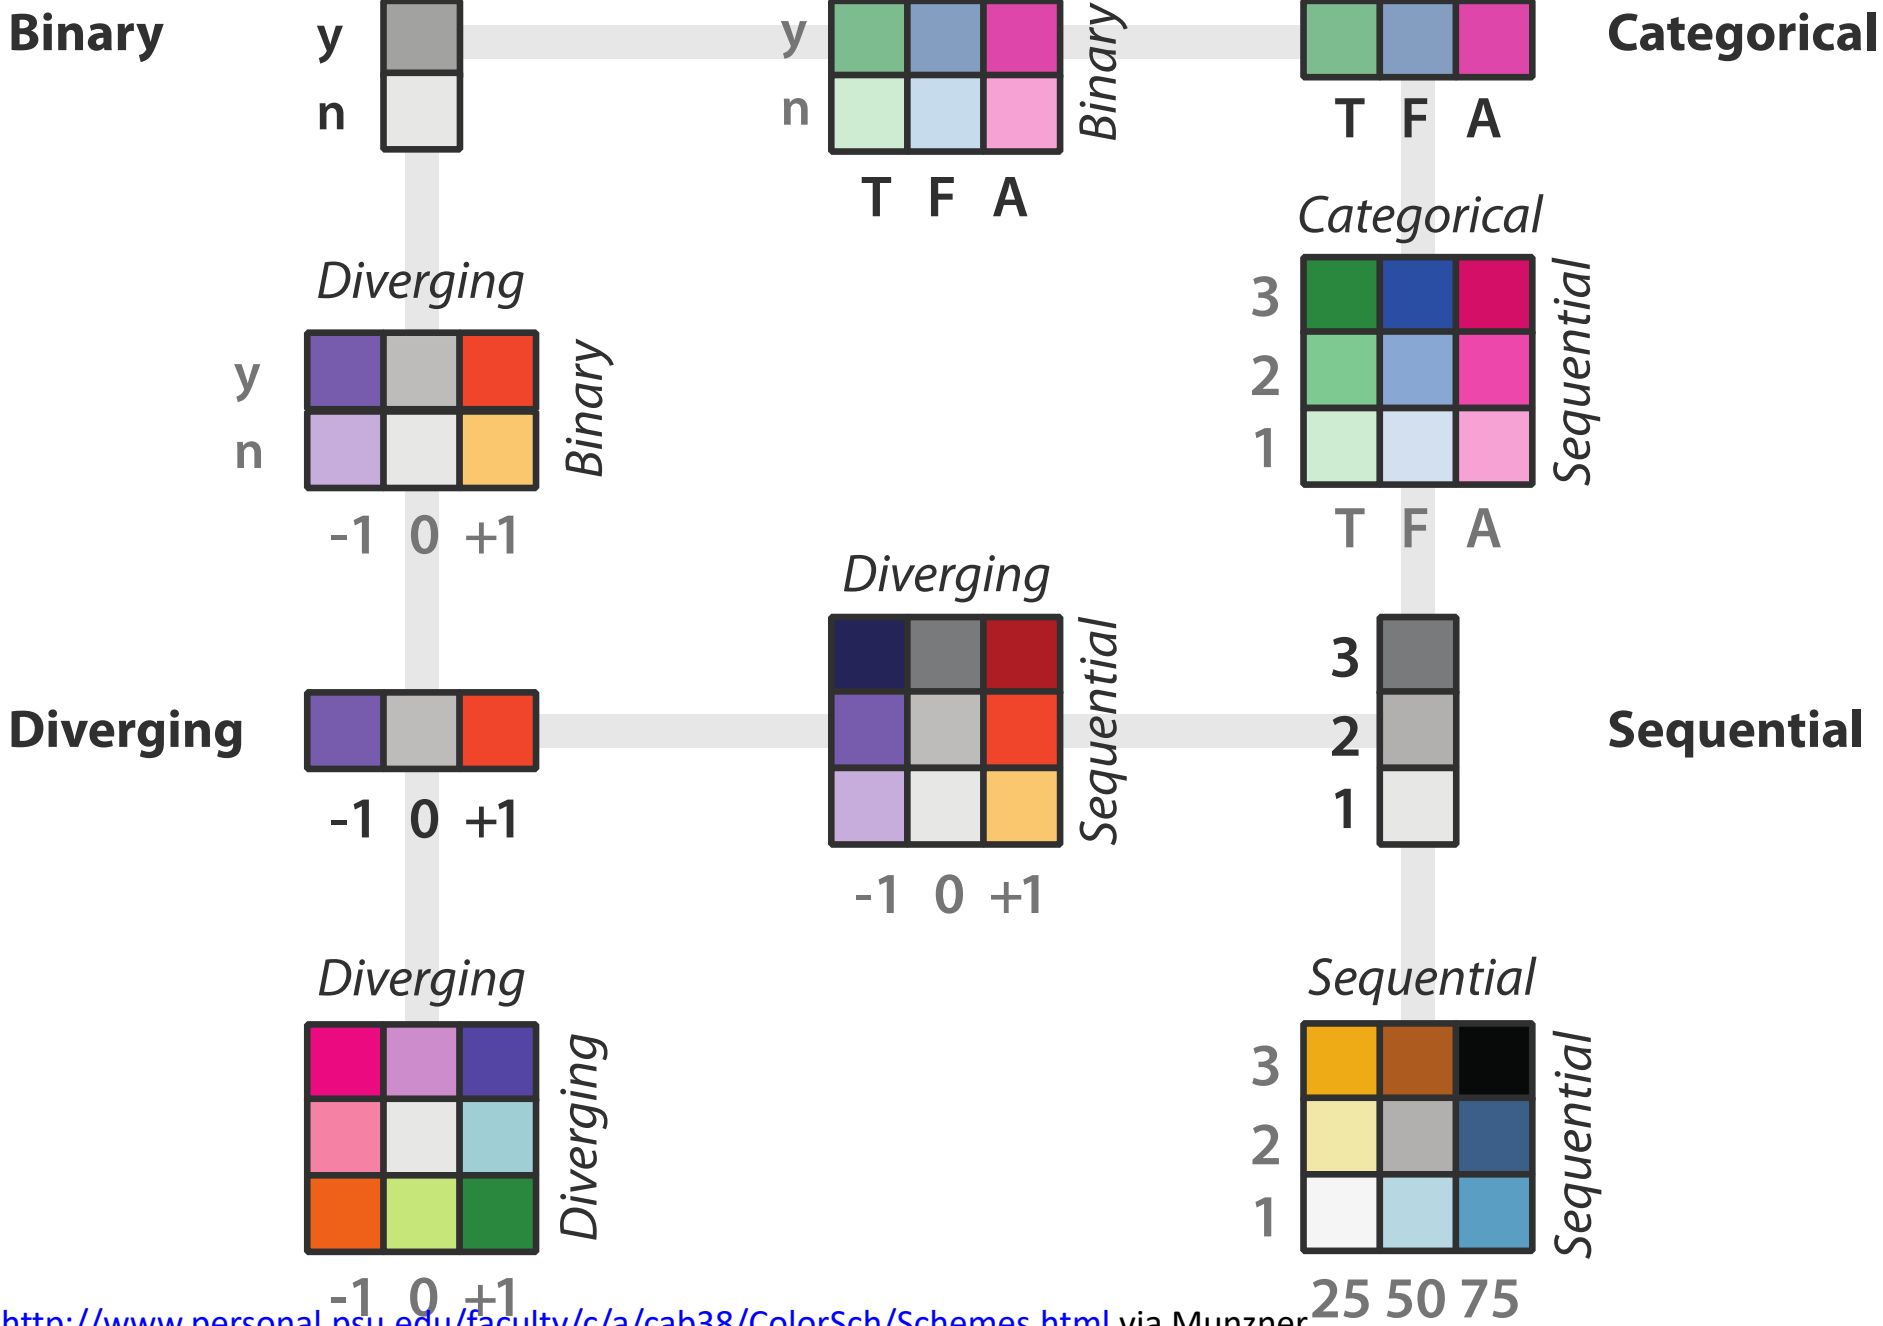 Binary
y
n
y
n
T F A
Binary
T F A
Categorical
Diverging
y
n
-1 0 +1
Binary
Categorical
3
2
1
T F A
Sequential
Diverging
-1 0 +1
Diverging
-1 0 +1
Sequential
3
2
1
Sequential
Diverging
-1 0 +1
Diverging
Sequential
3
2
1
25 50 75
Sequential
http://www.personal.psu.edu/faculty/c/a/cab38/ColorSch/Schemes.html via Munzner